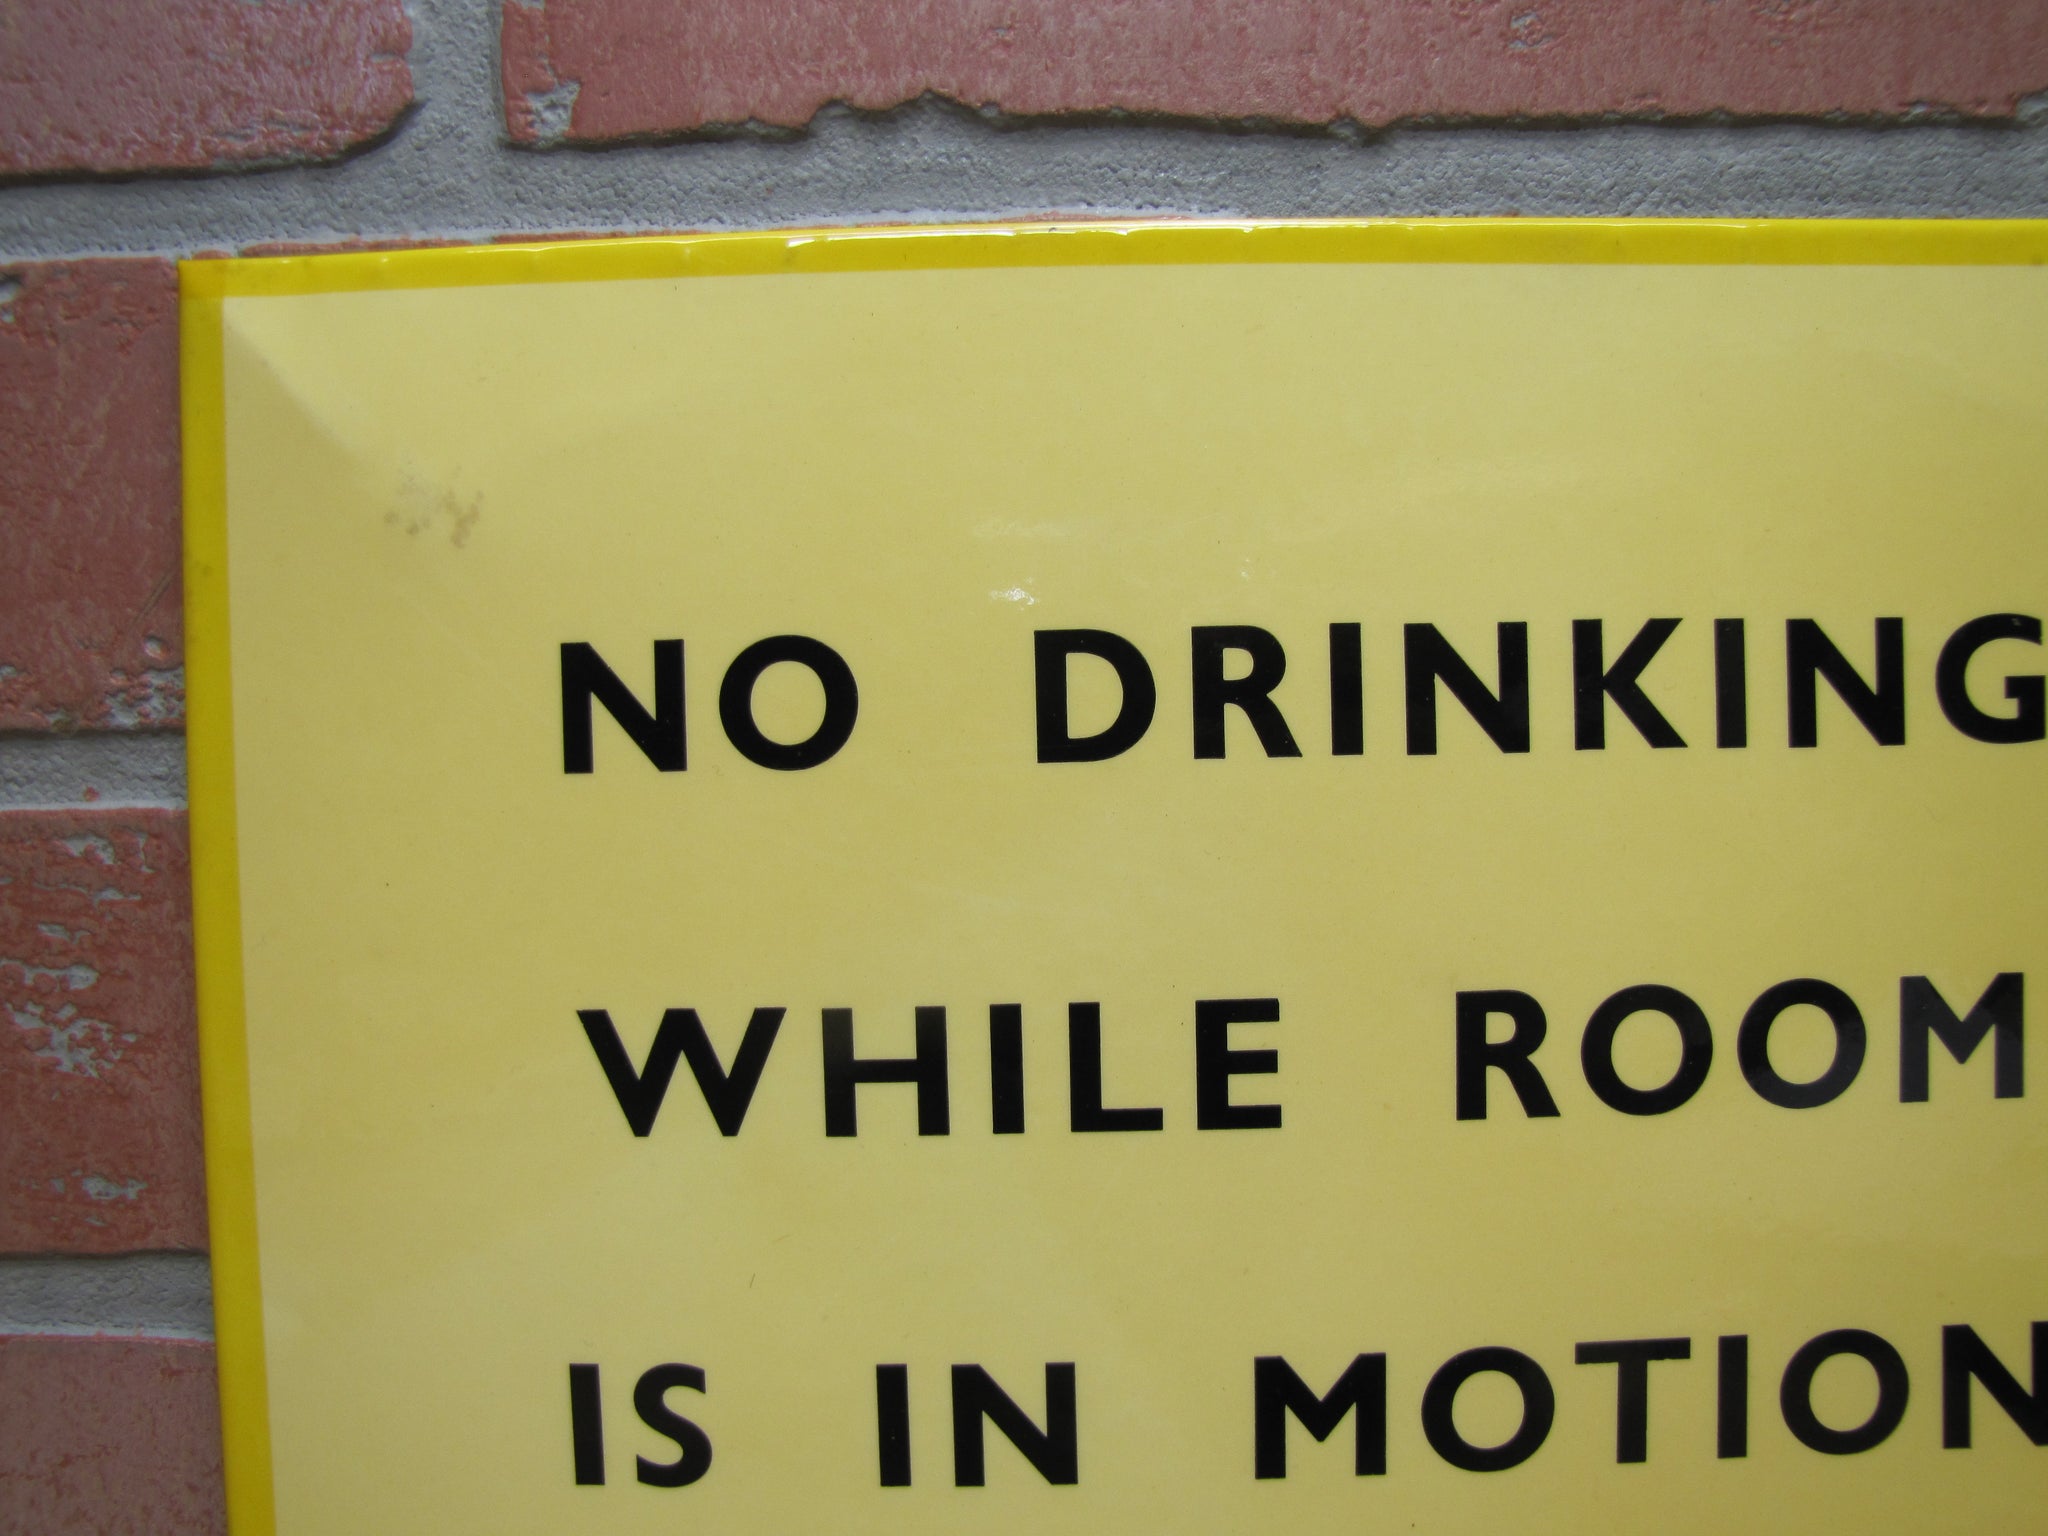 NO DRINKING
WHILE ROOM
IS IN MOTION